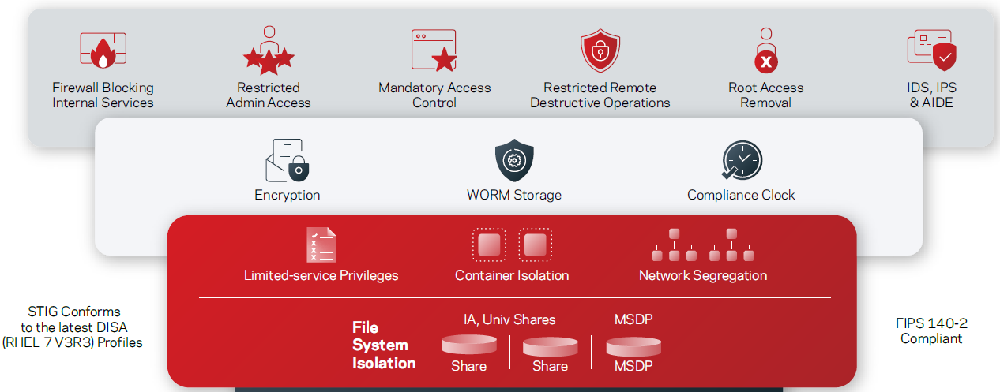 Firewall Blocking
Internal Services
Restricted
Admin Access
Mandatory Access
Control
Restricted Remote
Destructive Operations
Root Access
Removal
IDS, IPS
& AIDE
Encryption
WORM Storage
Compliance Clock
Limited-service Privileges
Container Isolation
Network Segregation
STIG Conforms
to the latest DISA
(RHEL 7 V3R3) Profiles
File
System
Isolation
IA, Univ Shares
MSDP
Share
Share
MSDP
FIPS 140-2
Compliant